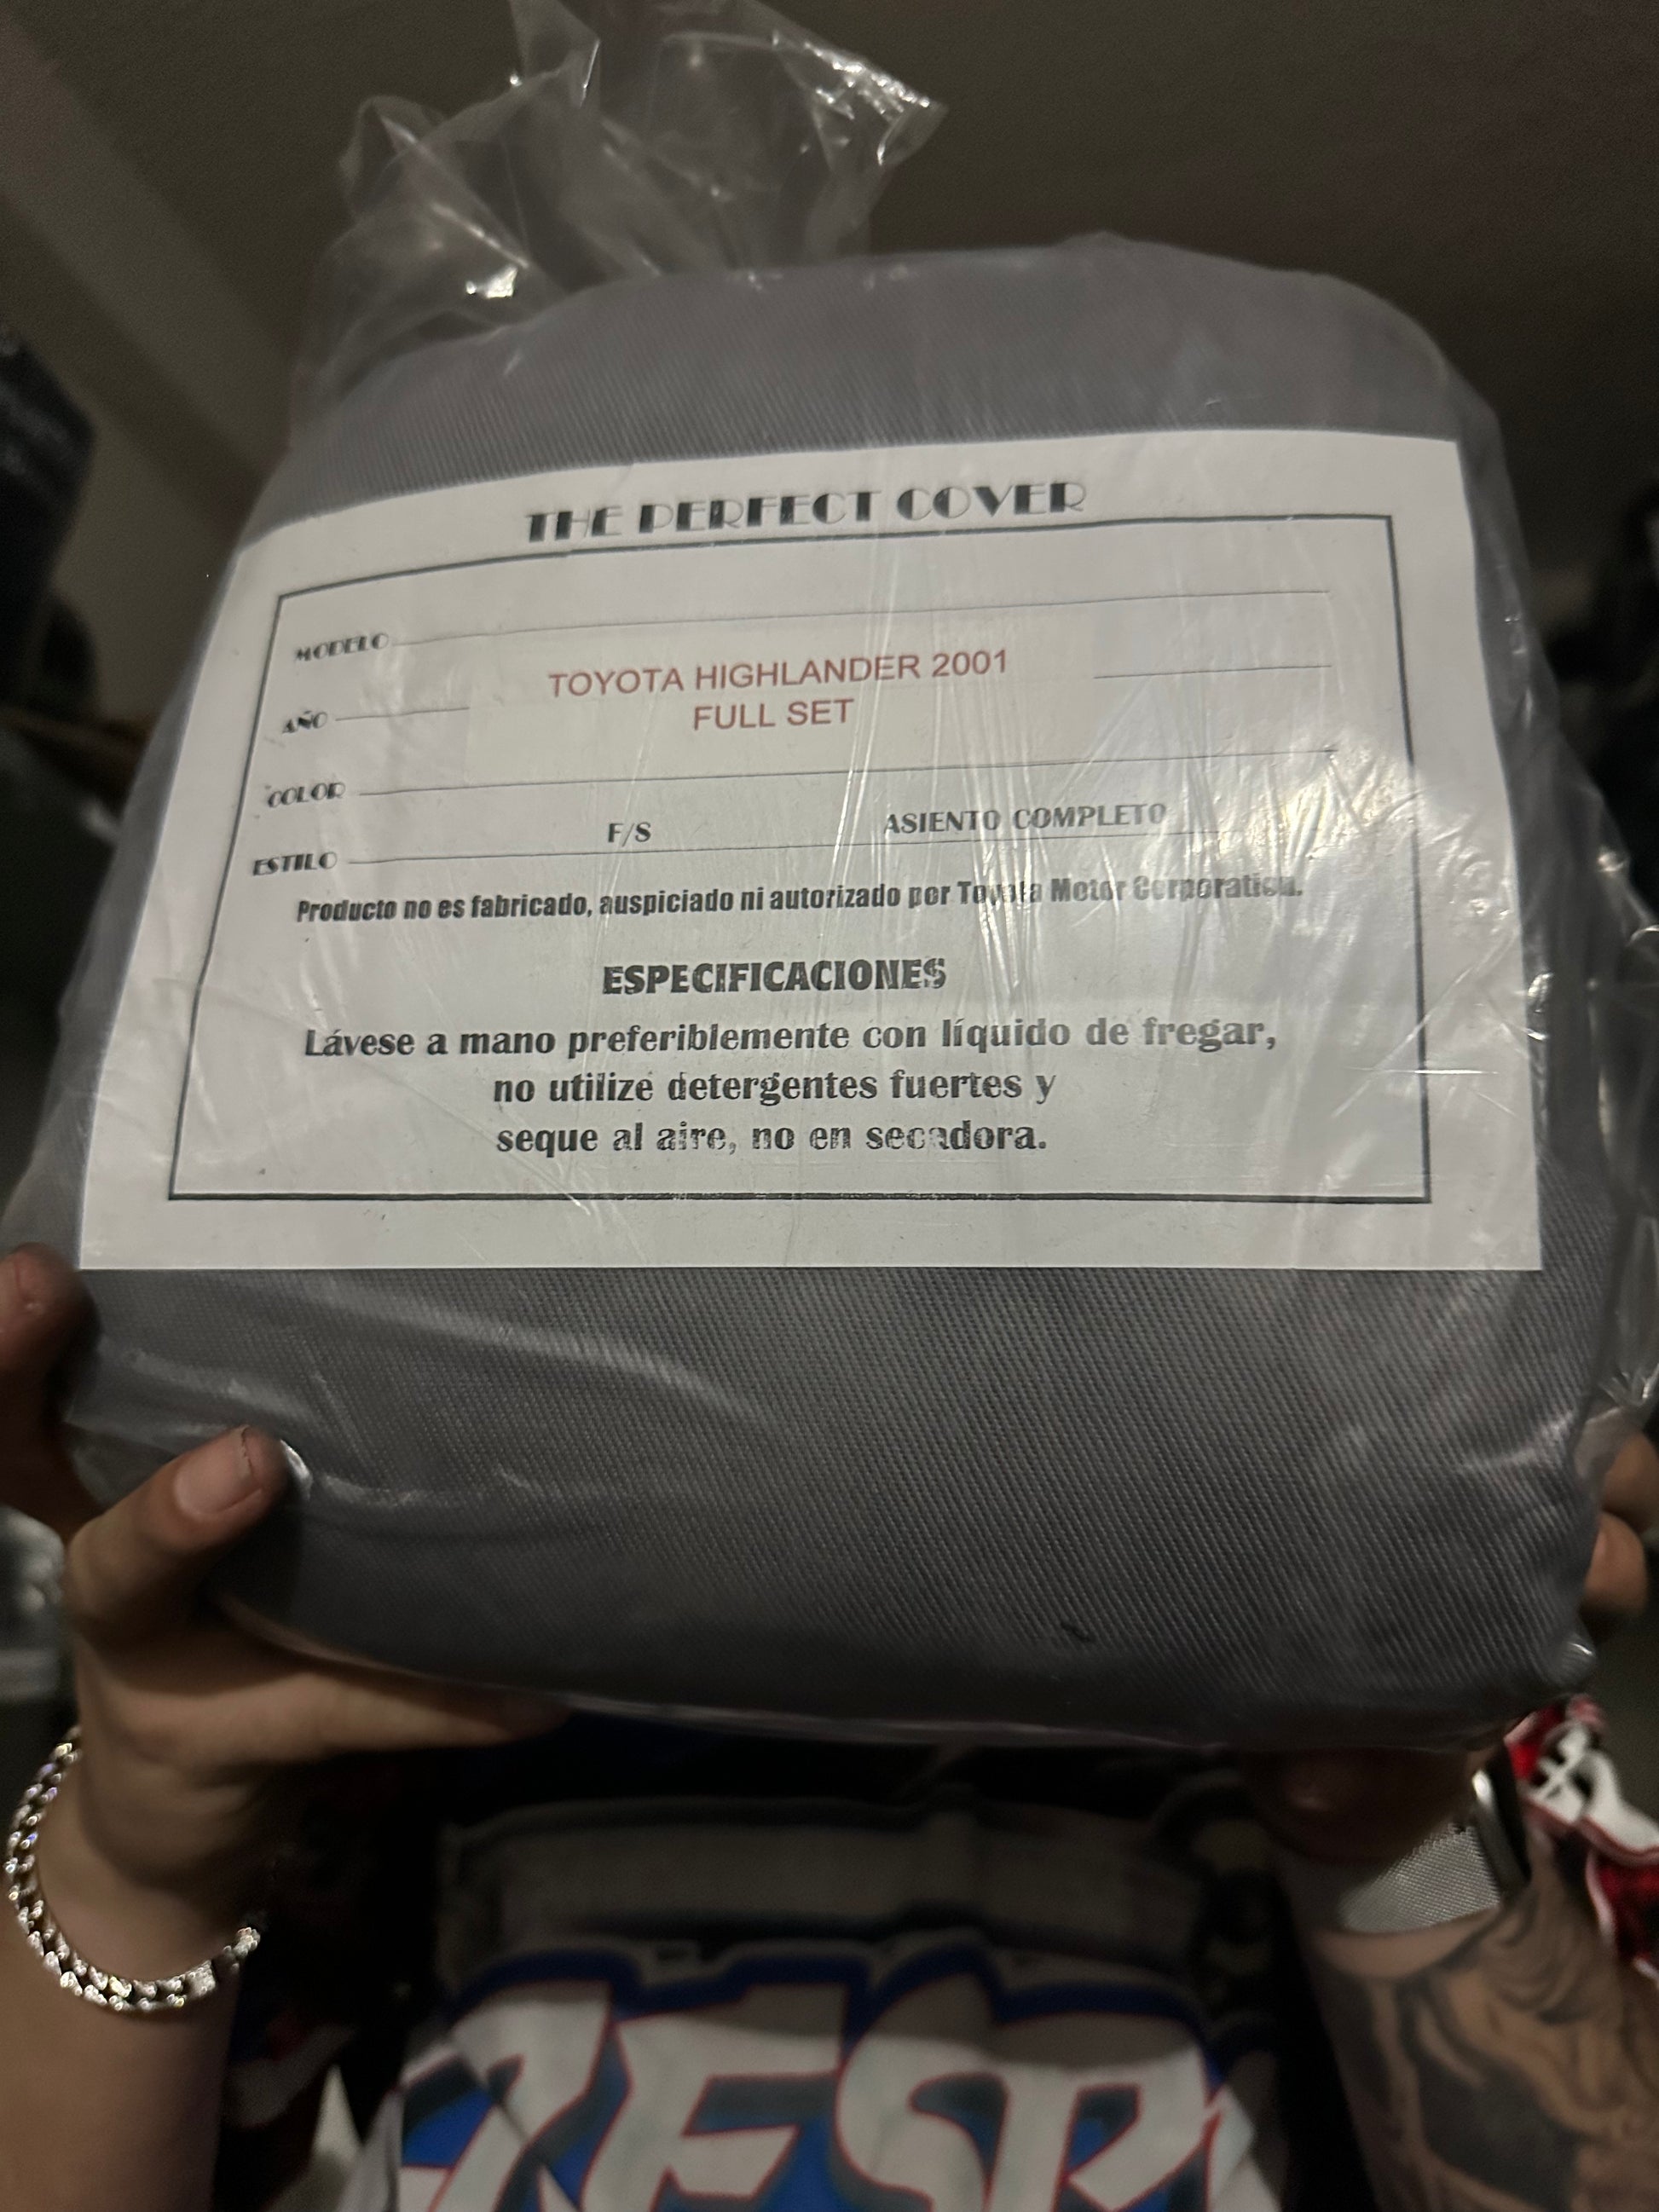 THE PERFECT COVER
MODELO
TOYOTA HIGHLANDER 2001
AÑO
FULL SET
COLOR
ESTILO F/S ASIENTO COMPLETO
Producto no es fabricado, auspiciado ni autorizado por Toyota Motor Corporation.
ESPECIFICACIONES
Lávese a mano preferiblemente con líquido de fregar,
no utilize detergentes fuertes y
seque al aire, no en secadora.